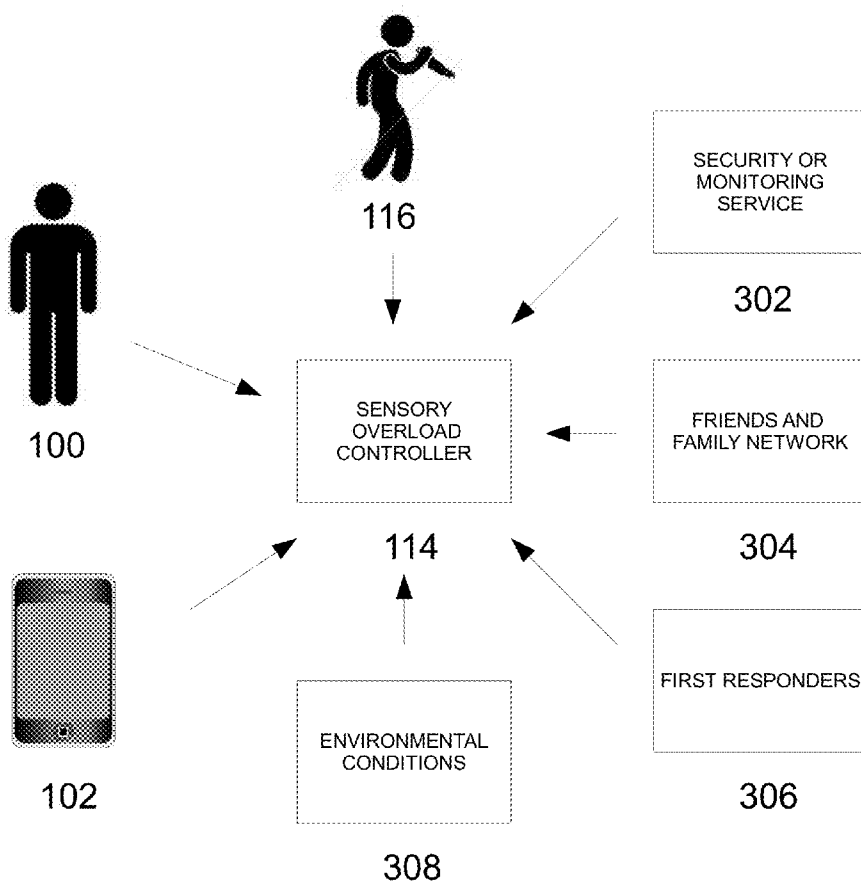 116
SECURITY OR
MONITORING
SERVICE
302
100
SENSORY
OVERLOAD
CONTROLLER
114
FRIENDS AND
FAMILY NETWORK
304
102
ENVIRONMENTAL
CONDITIONS
308
FIRST RESPONDERS
306